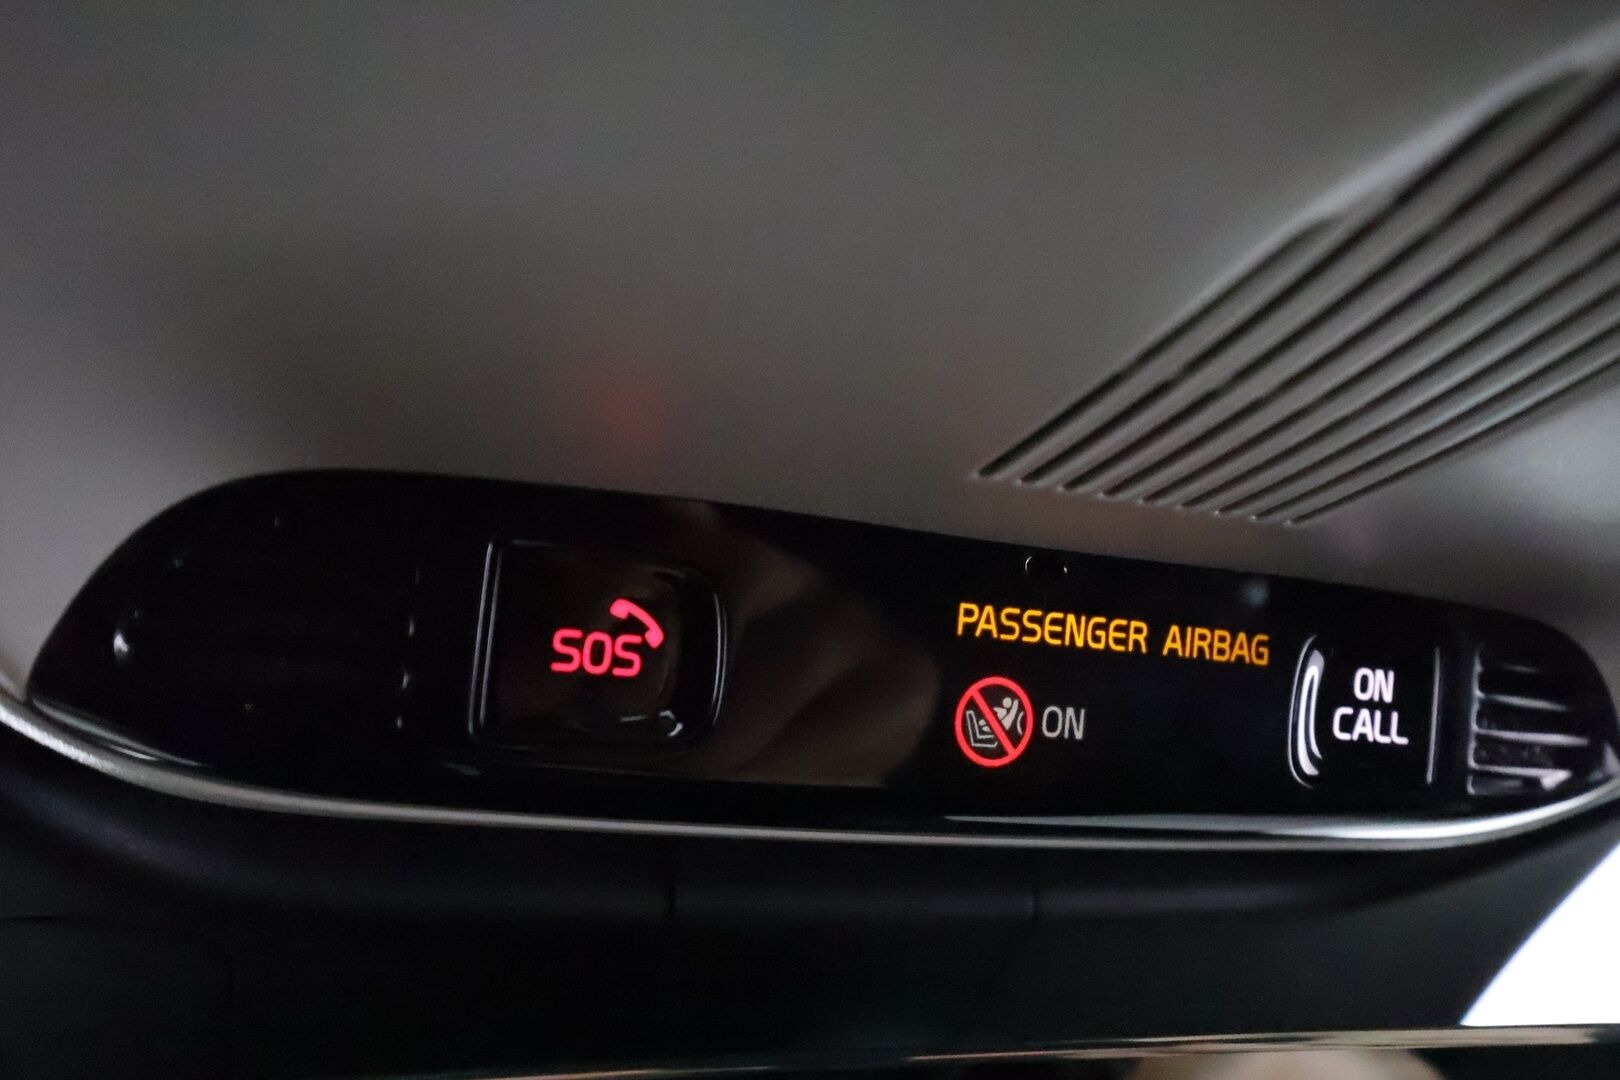 SOS
PASSENGER AIRBAG
ON
ON
CALL